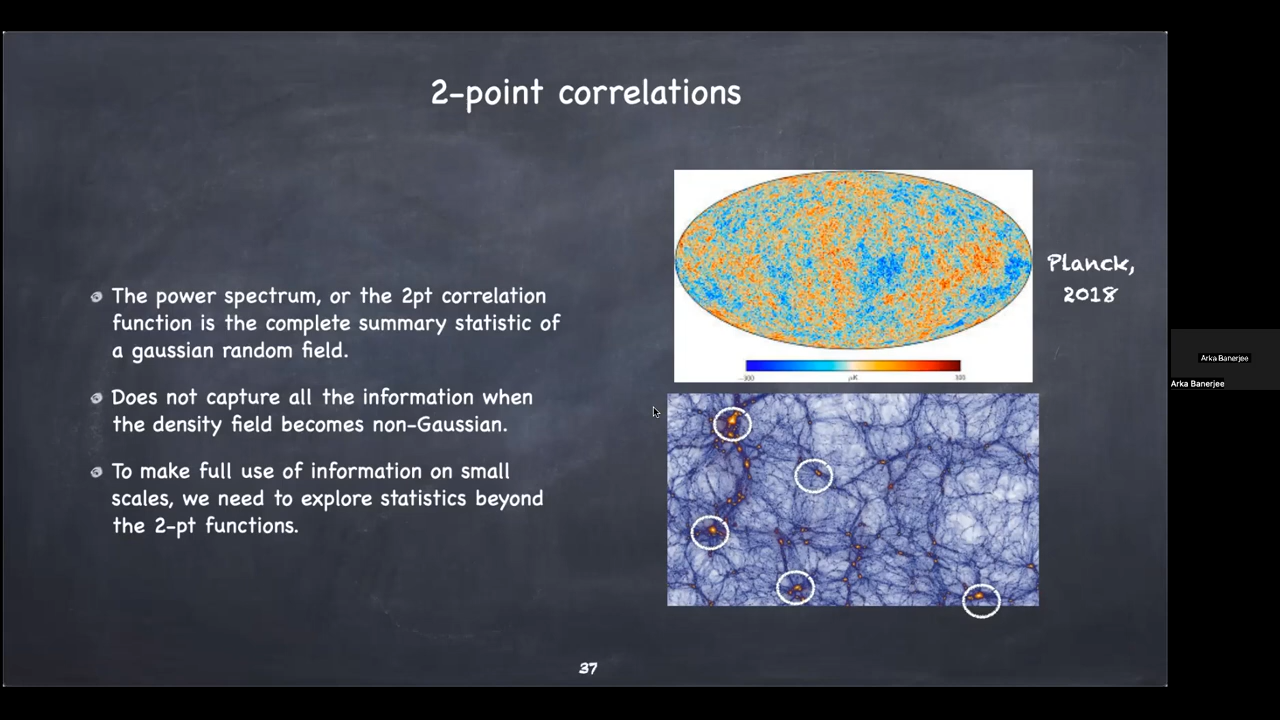 2-point correlations
The power spectrum, or the 2pt correlation
function is the complete summary statistic of
a gaussian random field.
Does not capture all the information when
the density field becomes non-Gaussian.
To make full use of information on small
scales, we need to explore statistics beyond
the 2-pt functions.
Planck,
2018
-300 μK 300
37
Arka Banerjee
Arka Banerjee